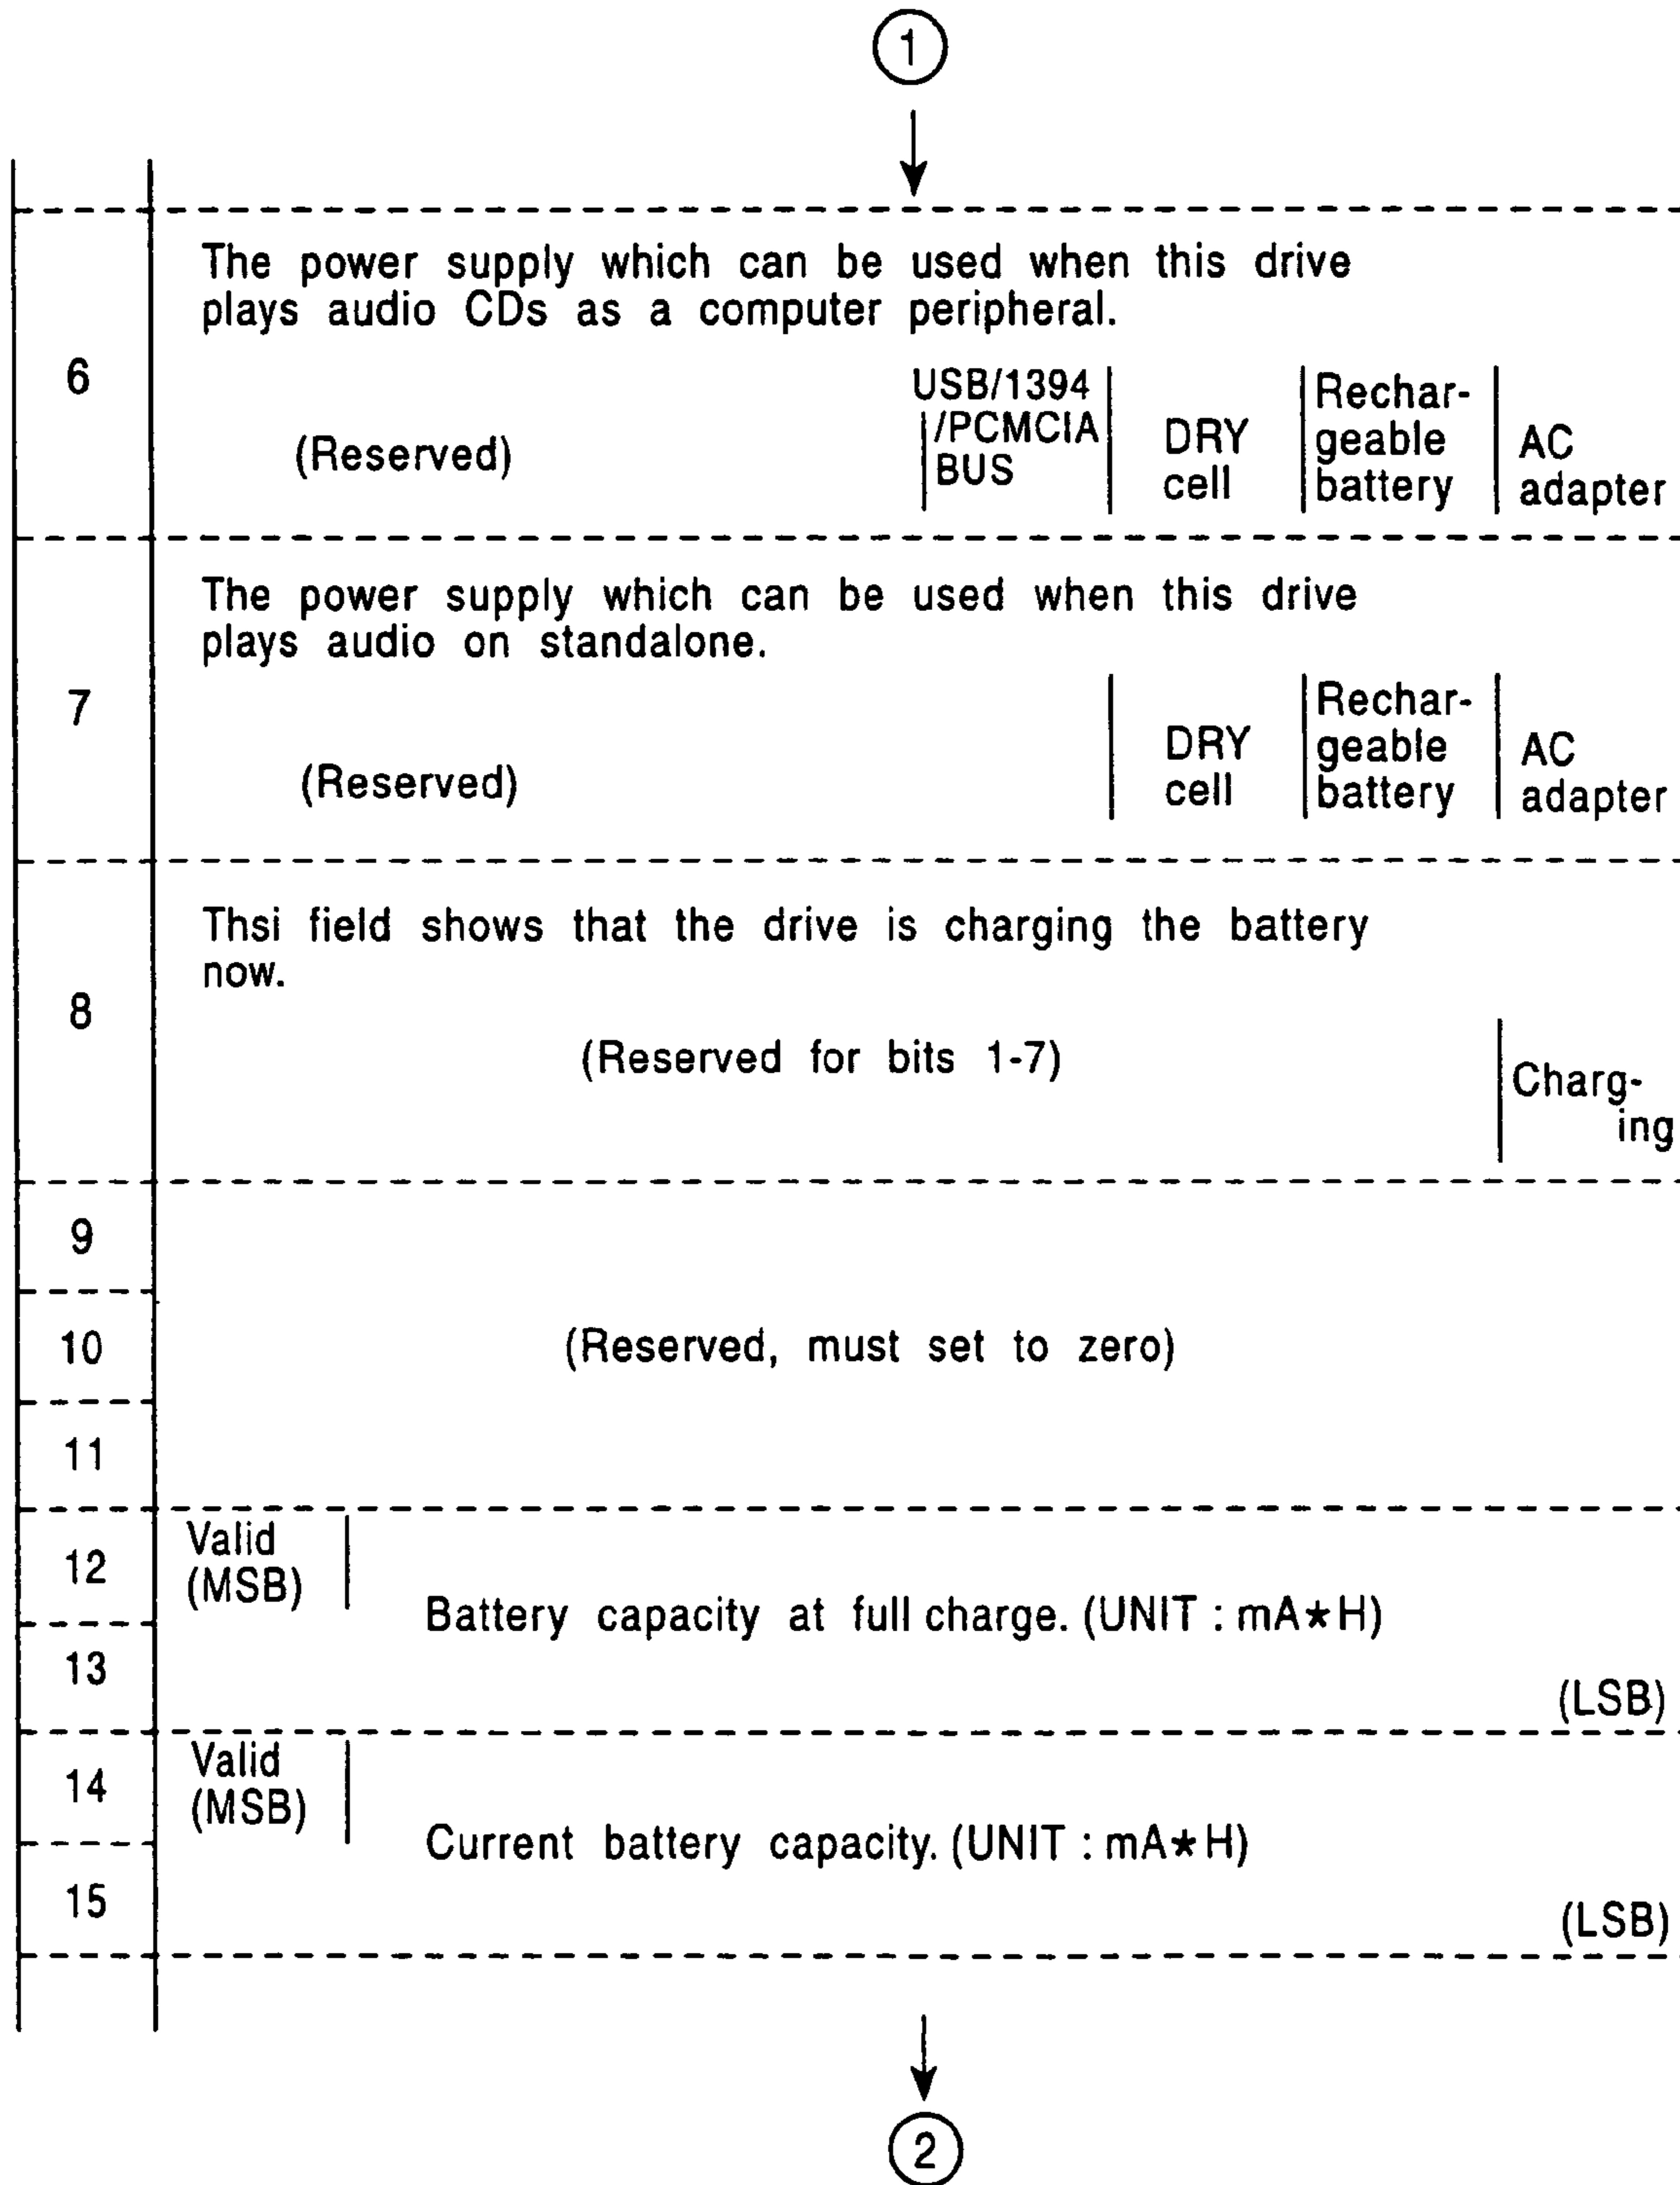 1
The power supply which can be used when this drive
plays audio CDs as a computer peripheral.
6
(Reserved)
USB/1394
/PCMCIA
BUS
DRY
cell
Rechar-
geable
battery
AC
adapter
The power supply which can be used when this drive
plays audio on standalone.
7
(Reserved)
DRY
cell
Rechar-
geable
battery
AC
adapter
Thsi field shows that the drive is charging the battery
now.
8
(Reserved for bits 1-7)
Charg-
ing
9
10
(Reserved, must set to zero)
11
12
Valid
(MSB)
Battery capacity at full charge. (UNIT : mA★H)
13
(LSB)
14
Valid
(MSB)
Current battery capacity. (UNIT : mA★H)
15
(LSB)
2